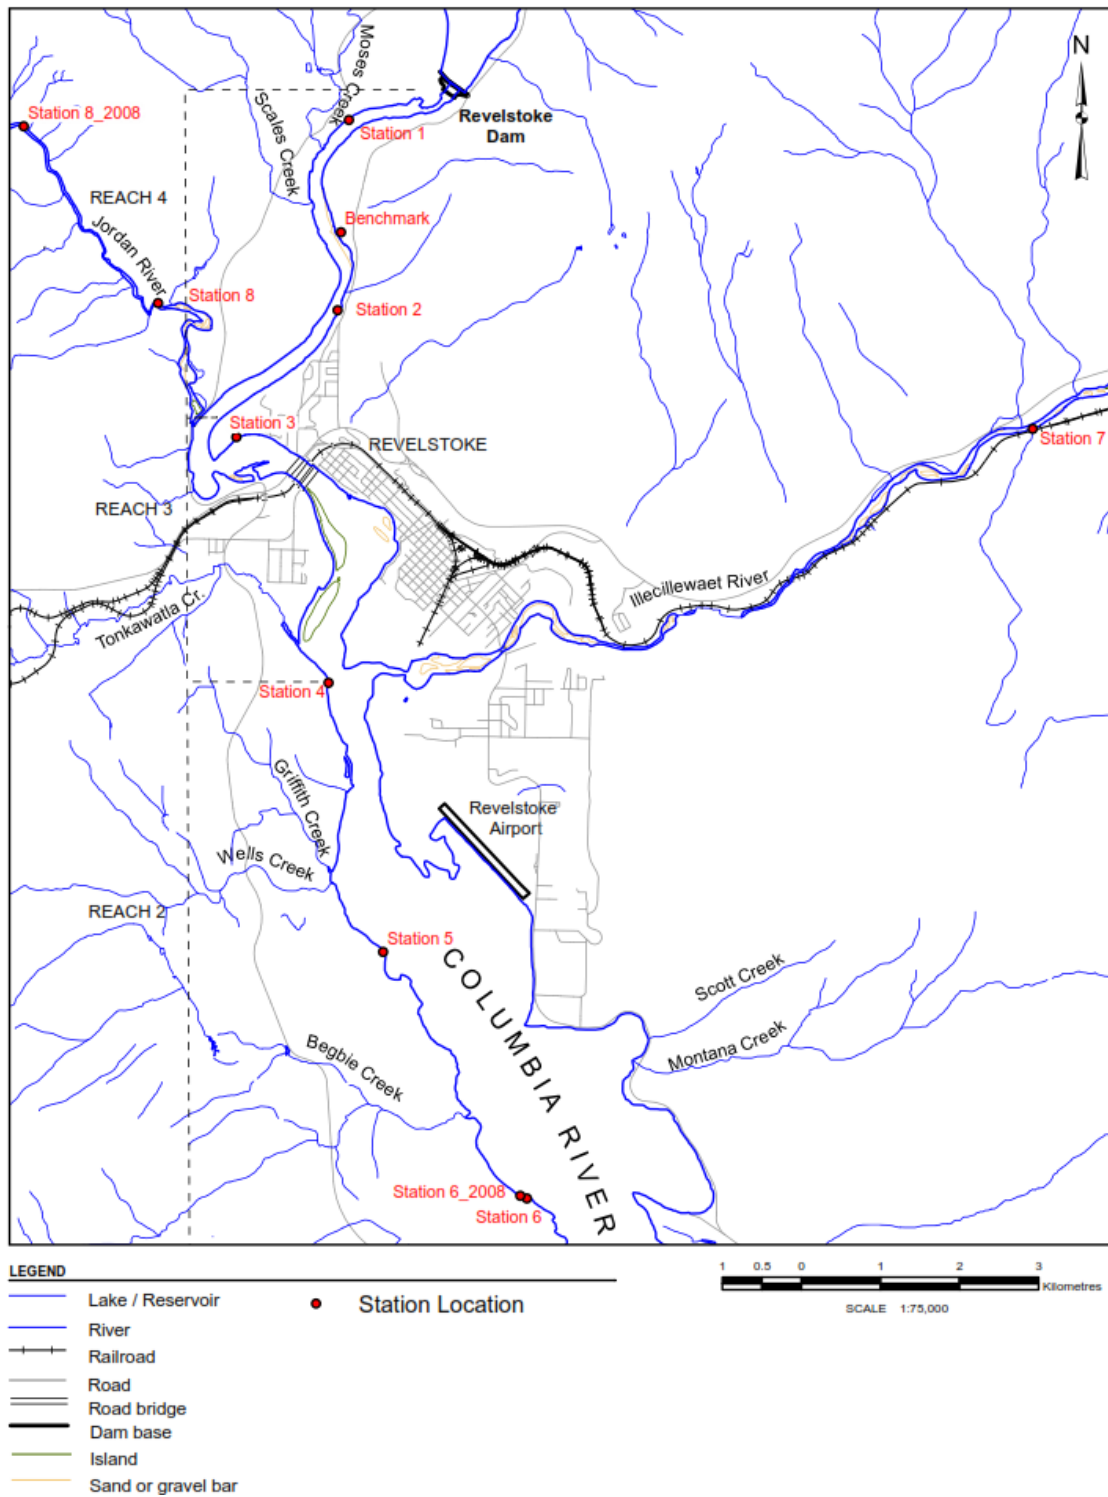 N
Moses Creek
Scales Creek
Revelstoke
Dam
Station 8_2008
Station 1
REACH 4
Jordan River
Benchmark
Station 8
Station 2
Station 3
REVELSTOKE
Station 7
REACH 3
Illecillewaet River
Tonkawatla Cr.
Station 4
Griffith Creek
Revelstoke
Airport
Wells Creek
REACH 2
Station 5
COLUMBIA RIVER
Scott Creek
Montana Creek
Begbie Creek
Station 6_2008
Station 6
LEGEND
Lake / Reservoir
River
Railroad
Road
Road bridge
Dam base
Island
Sand or gravel bar
Station Location
1 0.5 0 1 2 3
Kilometres
SCALE 1:75,000